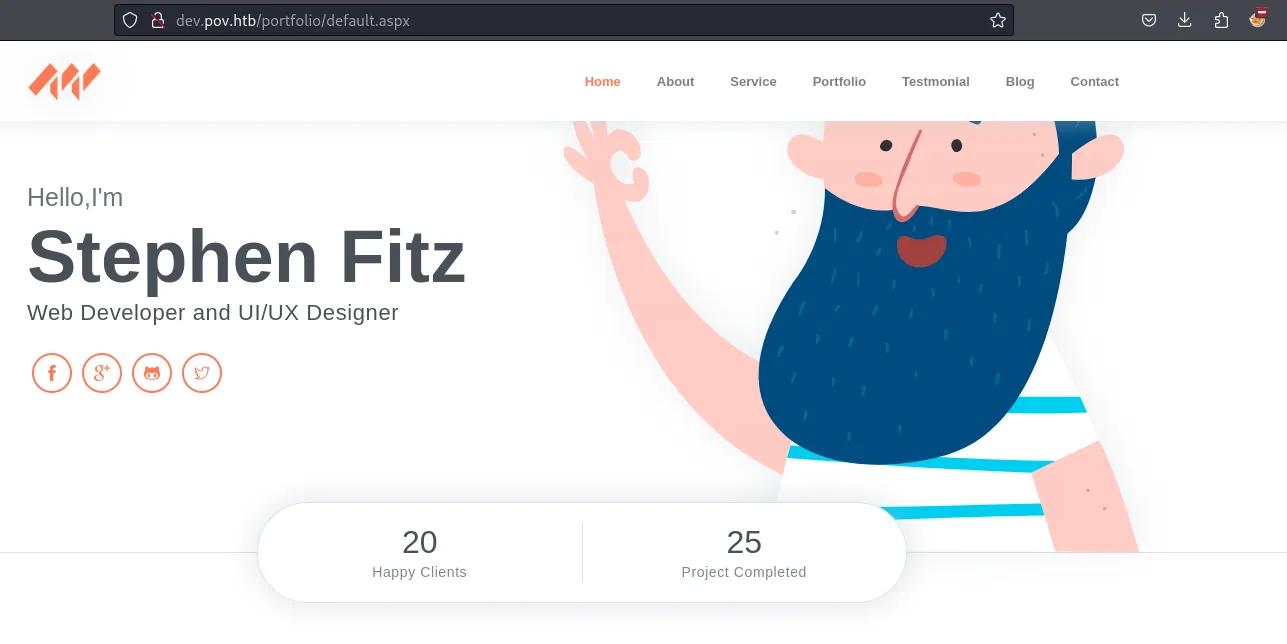 dev.pov.htb/portfolio/default.aspx
Home About Service Portfolio Testmonial Blog Contact
Hello,I'm
Stephen Fitz
Web Developer and UI/UX Designer
20 25
Happy Clients Project Completed